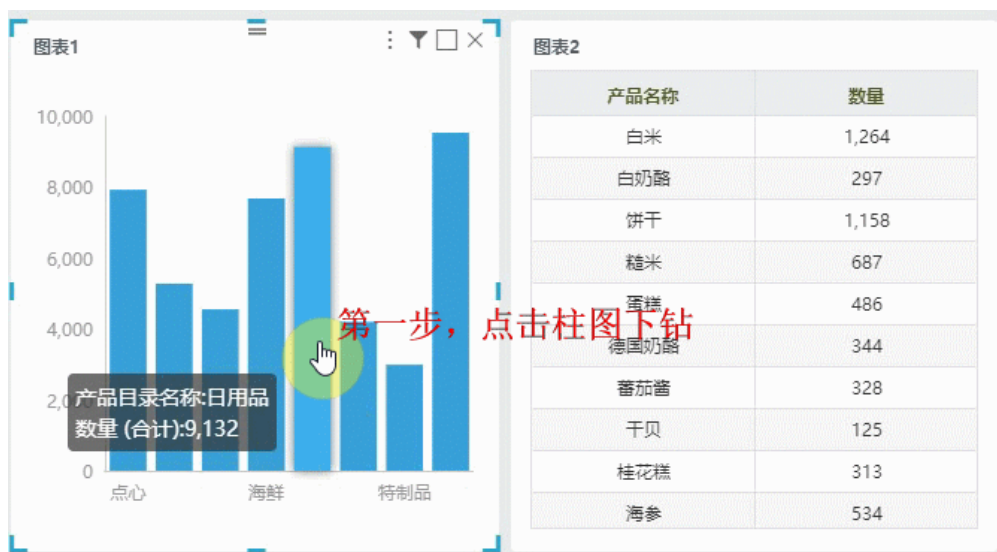 图表1
10,000
8,000
6,000
4,000
2,0
0
点心 海鲜 特制品
产品目录名称:日用品
数量 (合计):9,132
第一步，点击柱图下钻
图表2
产品名称 数量
白米 1,264
白奶酪 297
饼干 1,158
糙米 687
蛋糕 486
德国奶酪 344
蕃茄酱 328
干贝 125
桂花糕 313
海参 534